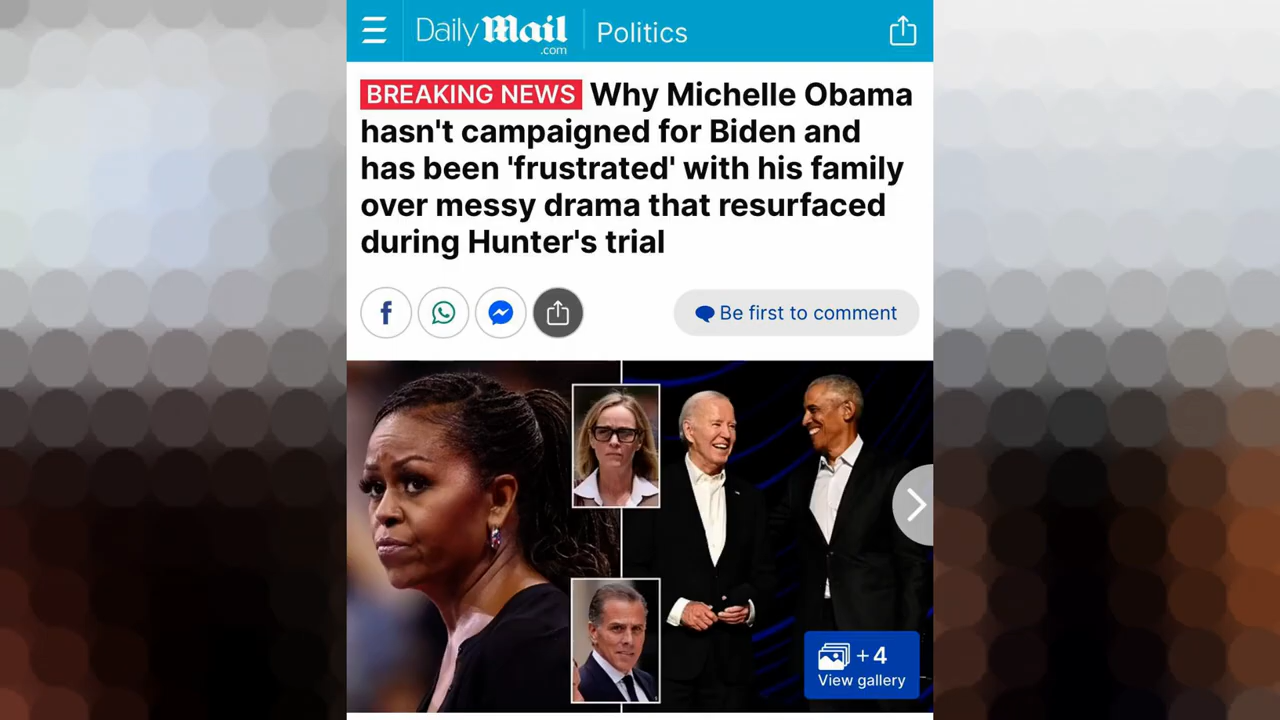 Daily Mail .com Politics
BREAKING NEWS Why Michelle Obama
hasn't campaigned for Biden and
has been 'frustrated' with his family
over messy drama that resurfaced
during Hunter's trial
Be first to comment
+4
View gallery